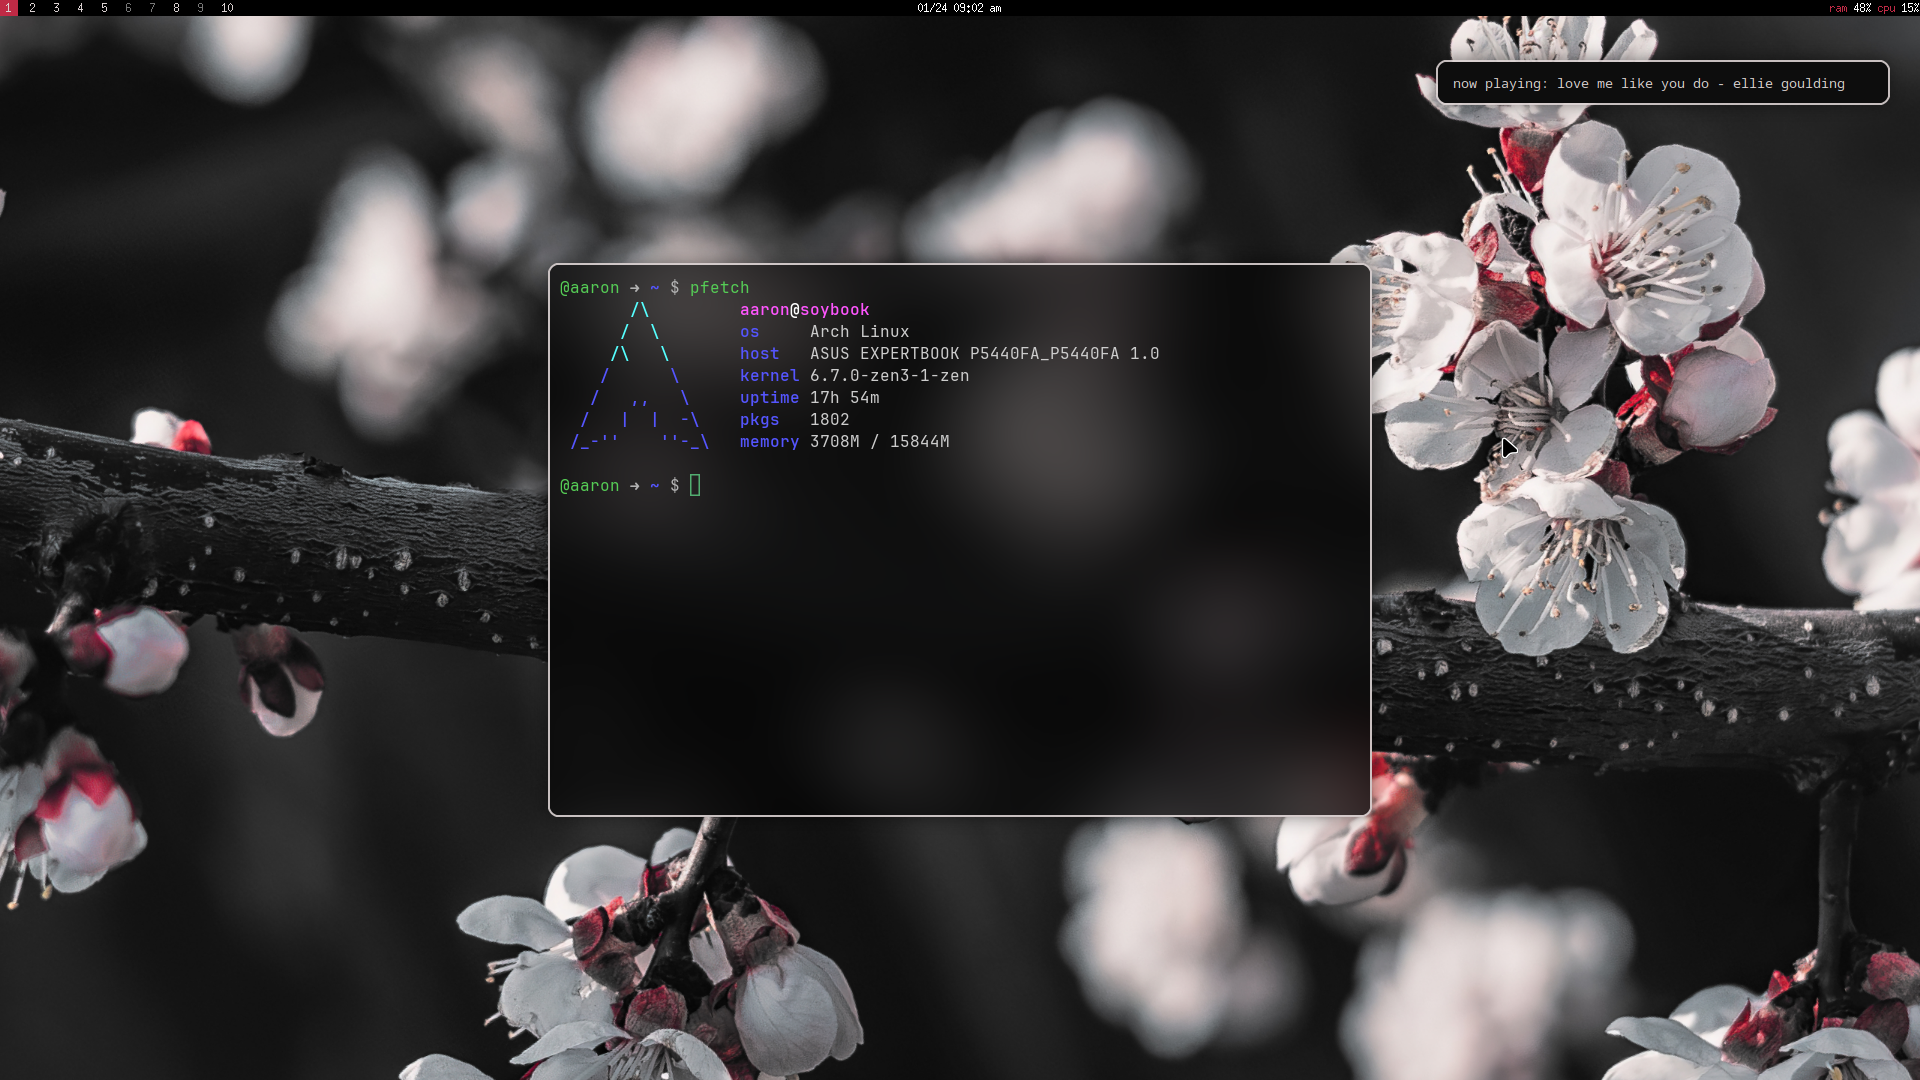 1 2 3 4 5 6 7 8 9 10 01/24 09:02 am ram 48% cpu 15%
now playing: love me like you do - ellie goulding
@aaron → ~ $ pfetch
aaron@soybook
os Arch Linux
host ASUS EXPERTBOOK P5440FA_P5440FA 1.0
kernel 6.7.0-zen3-1-zen
uptime 17h 54m
pkgs 1802
memory 3708M / 15844M
@aaron → ~ $